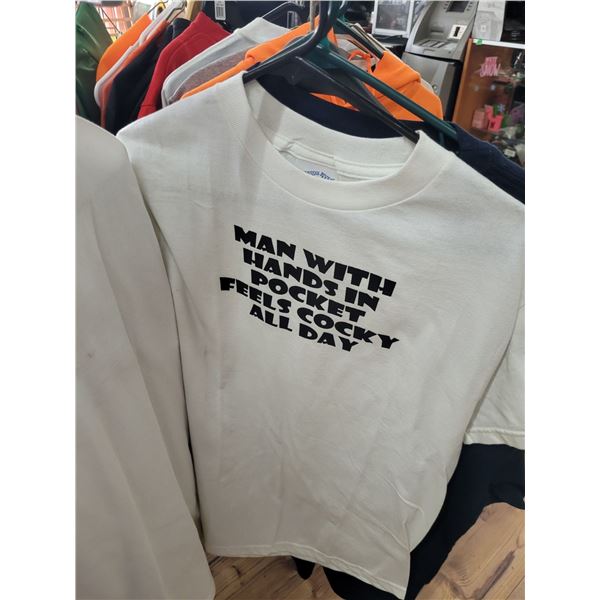 MAN WITH
HANDS IN
POCKET
FEELS COCKY
ALL DAY